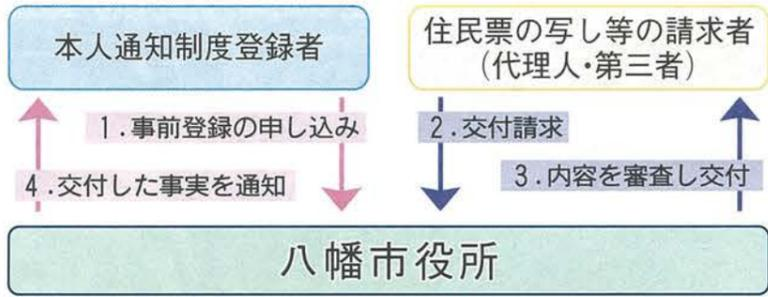 本人通知制度登録者
住民票の写し等の請求者
(代理人・第三者)
1.事前登録の申し込み
2.交付請求
4.交付した事実を通知
3.内容を審査し交付
八幡市役所